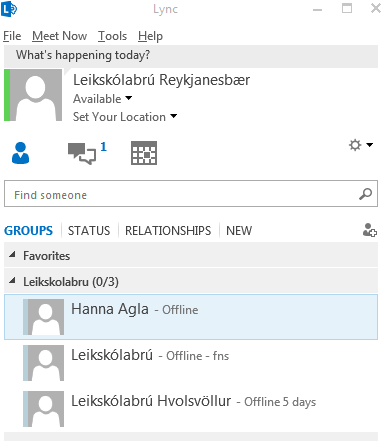 Lync
File Meet Now Tools Help
What's happening today?
Leikskólabrú Reykjanesbær
Available
Set Your Location
1
Find someone
GROUPS STATUS RELATIONSHIPS NEW
Favorites
Leikskolabru (0/3)
Hanna Agla - Offline
Leikskólabrú - Offline - fns
Leikskólabrú Hvolsvöllur - Offline 5 days